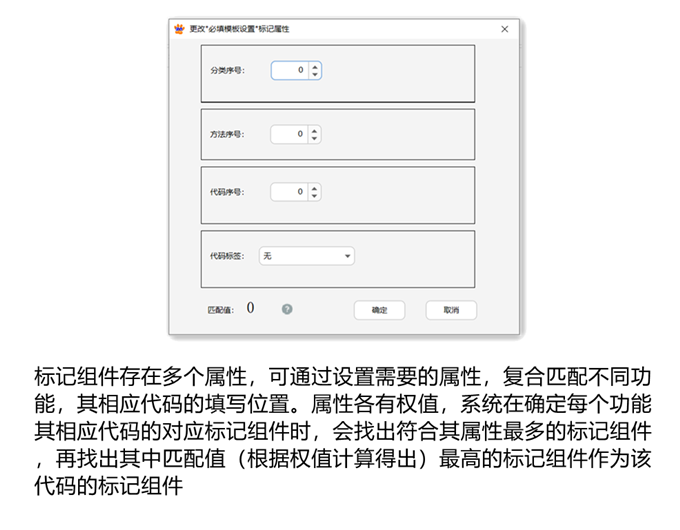 更改"必填模板设置"标记属性
分类序号： 0
方法序号： 0
代码序号： 0
代码标签： 无
匹配值： 0 ? 确定 取消
标记组件存在多个属性，可通过设置需要的属性，复合匹配不同功
能，其相应代码的填写位置。属性各有权值，系统在确定每个功能
其相应代码的对应标记组件时，会找出符合其属性最多的标记组件
，再找出其中匹配值（根据权值计算得出）最高的标记组件作为该
代码的标记组件